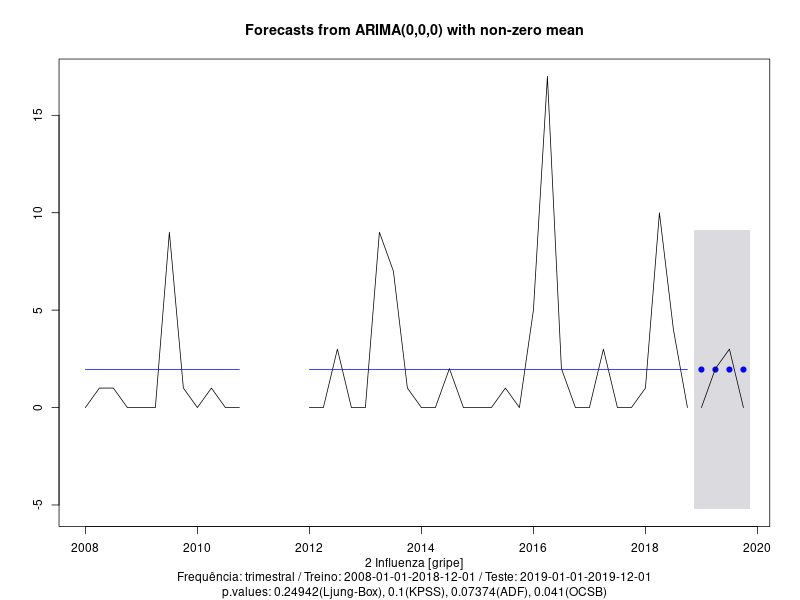 Forecasts from ARIMA(0,0,0) with non-zero mean
15
10
5
0
-5
2008 2010 2012 2014 2016 2018 2020
2 Influenza [gripe]
Frequência: trimestral / Treino: 2008-01-01-2018-12-01 / Teste: 2019-01-01-2019-12-01
p.values: 0.24942(Ljung-Box), 0.1(KPSS), 0.07374(ADF), 0.041(OCSB)